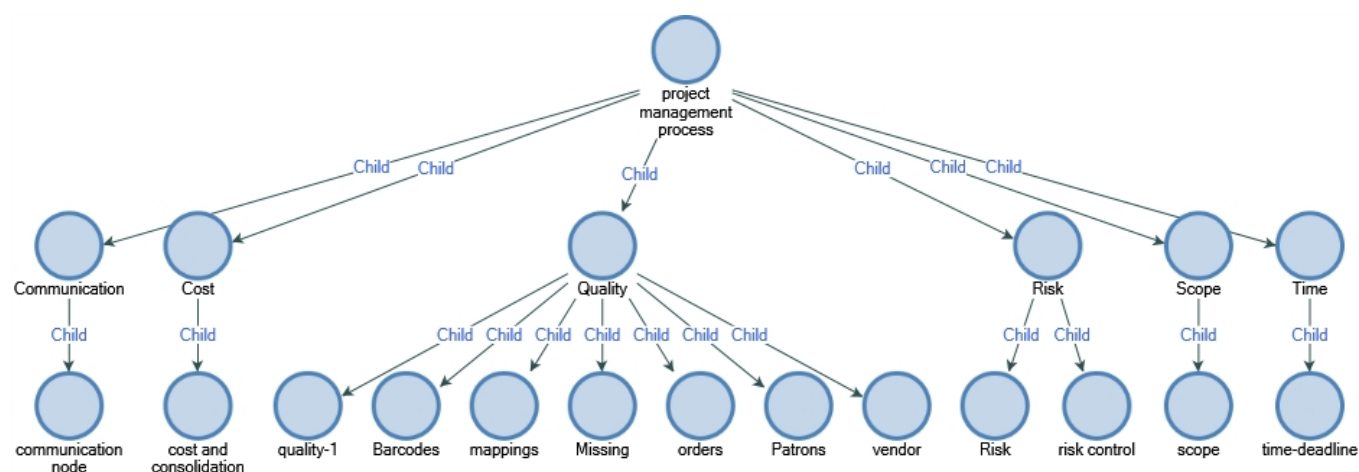 project
management
process
Child Child Child Child Child Child
Communication Cost Quality Risk Scope Time
Child Child Child Child Child Child Child Child Child Child Child Child Child
communication
node
cost and
consolidation
quality-1 Barcodes mappings Missing orders Patrons vendor Risk risk control scope time-deadline